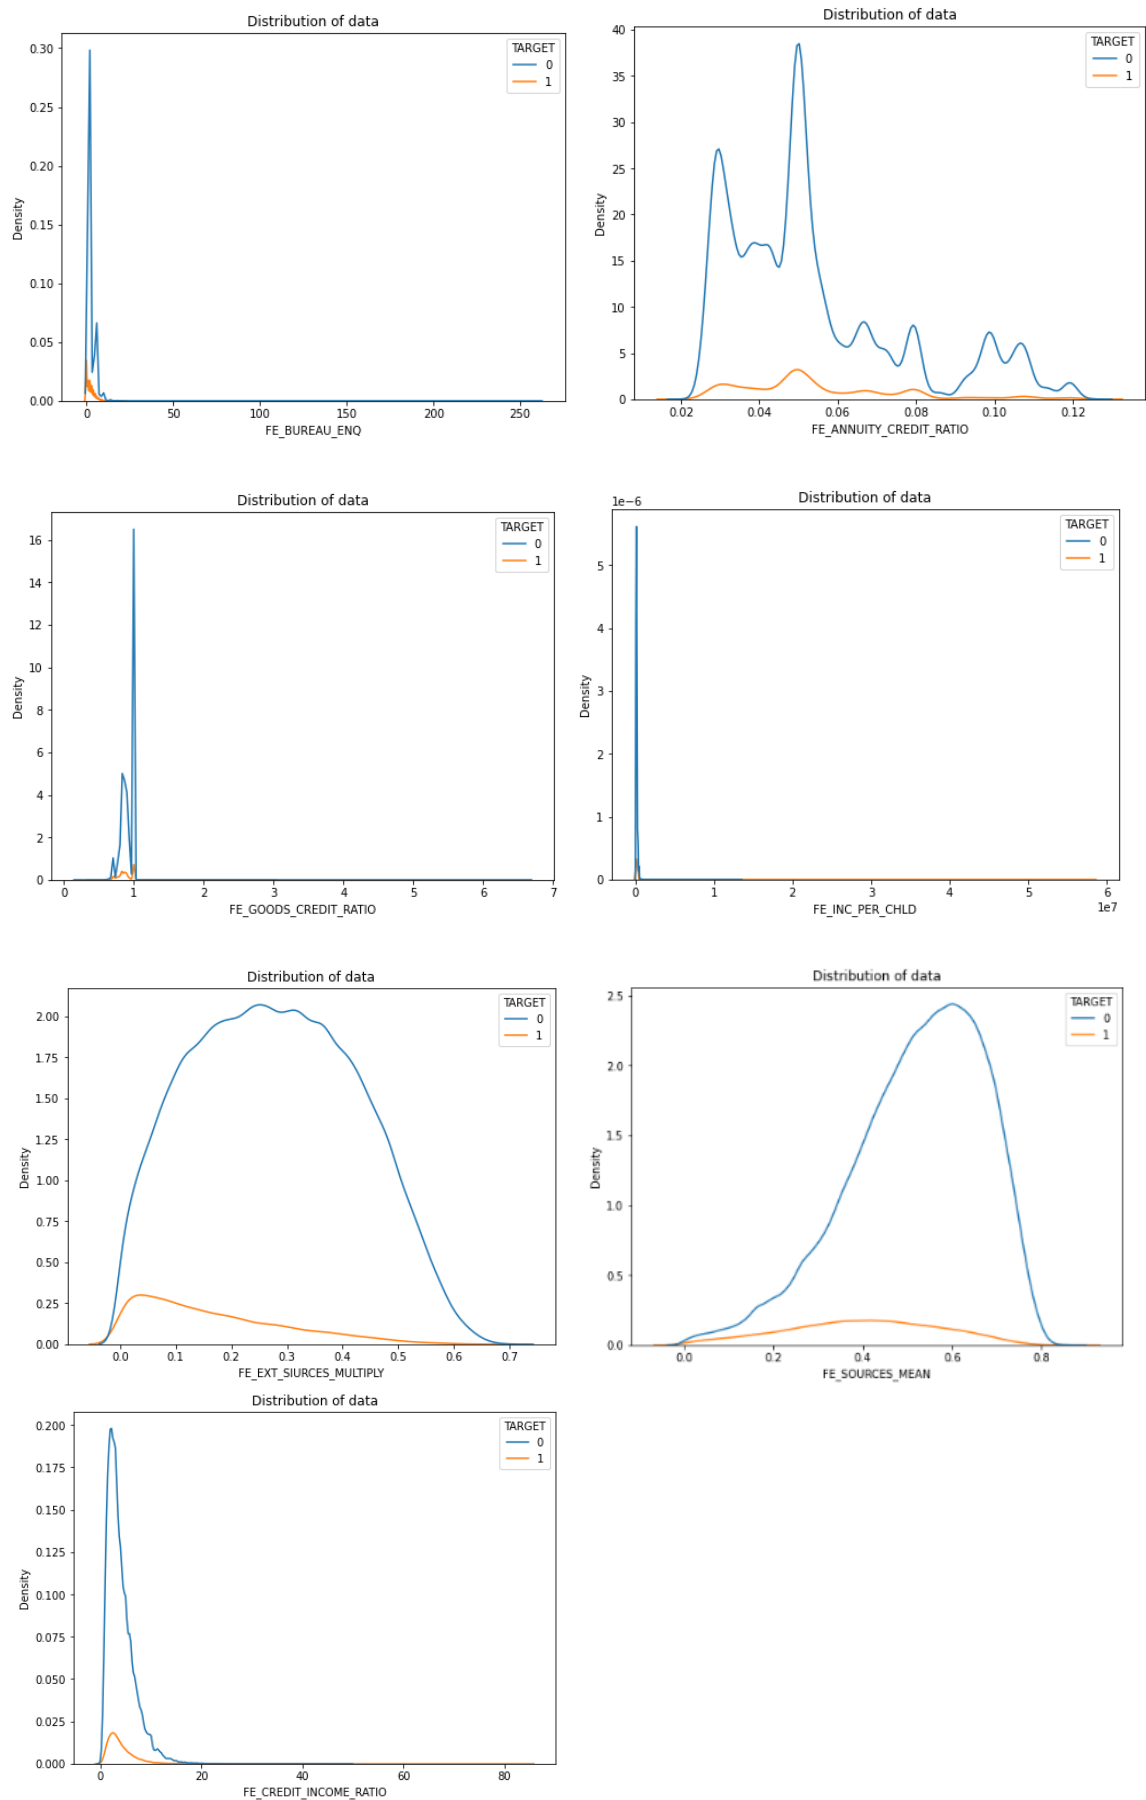 Distribution of data
TARGET
0
1
0.30
0.25
0.20
0.15
0.10
0.05
0.00
Density
0 50 100 150 200 250
FE_BUREAU_ENQ
Distribution of data
TARGET
0
1
40
35
30
25
20
15
10
5
0
Density
0.02 0.04 0.06 0.08 0.10 0.12
FE_ANNUITY_CREDIT_RATIO
Distribution of data
TARGET
0
1
16
14
12
10
8
6
4
2
0
Density
0 1 2 3 4 5 6 7
FE_GOODS_CREDIT_RATIO
Distribution of data
1e−6
TARGET
0
1
5
4
3
2
1
0
Density
0 1 2 3 4 5 6
1e7
FE_INC_PER_CHLD
Distribution of data
TARGET
0
1
2.00
1.75
1.50
1.25
1.00
0.75
0.50
0.25
0.00
Density
0.0 0.1 0.2 0.3 0.4 0.5 0.6 0.7
FE_EXT_SIURCES_MULTIPLY
Distribution of data
TARGET
0
1
2.5
2.0
1.5
1.0
0.5
0.0
Density
0.0 0.2 0.4 0.6 0.8
FE_SOURCES_MEAN
Distribution of data
TARGET
0
1
0.200
0.175
0.150
0.125
0.100
0.075
0.050
0.025
0.000
Density
0 20 40 60 80
FE_CREDIT_INCOME_RATIO